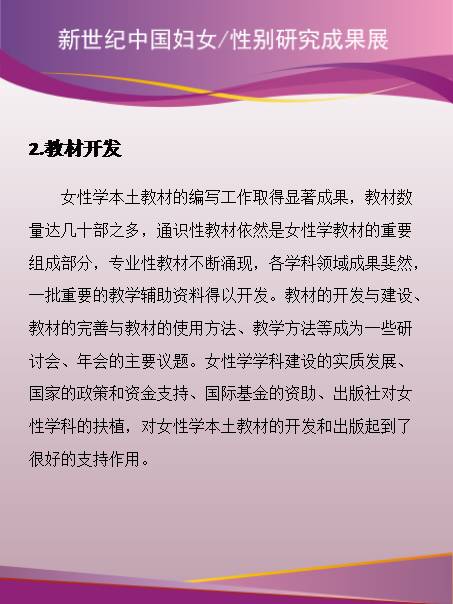 新世纪中国妇女/性别研究成果展
2.教材开发
女性学本土教材的编写工作取得显著成果，教材数
量达几十部之多，通识性教材依然是女性学教材的重要
组成部分，专业性教材不断涌现，各学科领域成果斐然，
一批重要的教学辅助资料得以开发。教材的开发与建设、
教材的完善与教材的使用方法、教学方法等成为一些研
讨会、年会的主要议题。女性学学科建设的实质发展、
国家的政策和资金支持、国际基金的资助、出版社对女
性学科的扶植，对女性学本土教材的开发和出版起到了
很好的支持作用。